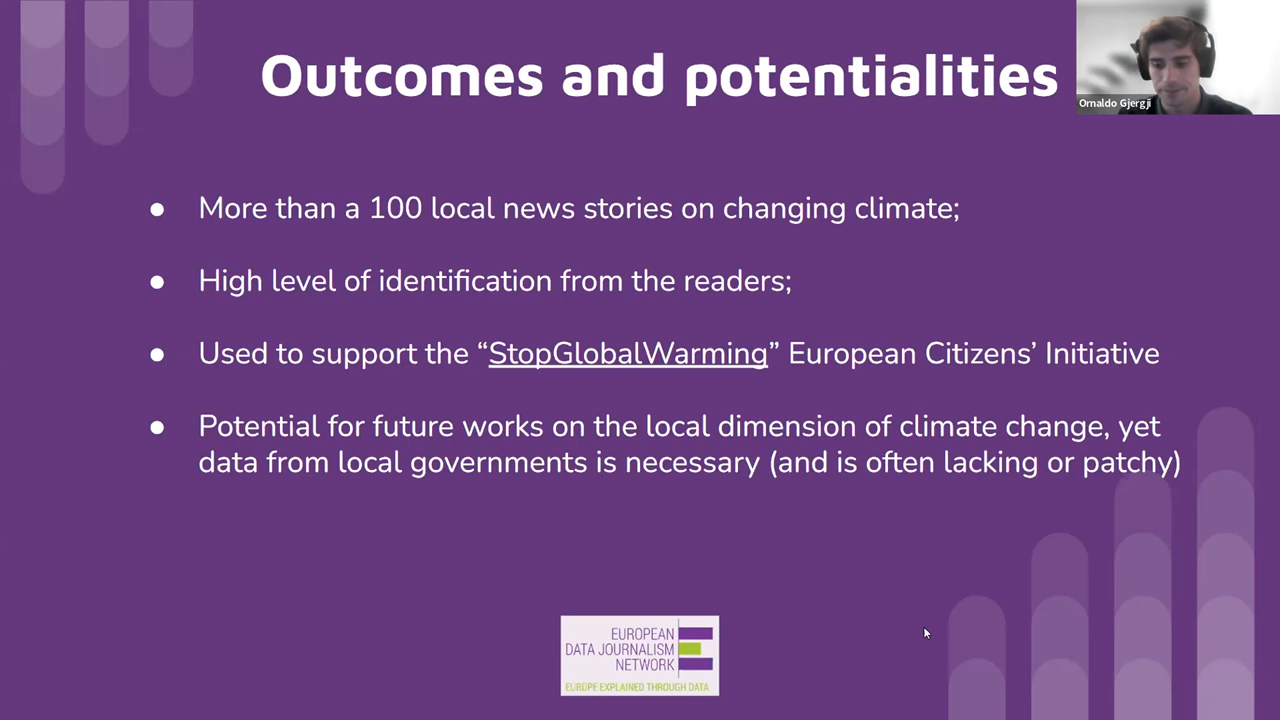 Outcomes and potentialities
Ornaldo Gjergji
● More than a 100 local news stories on changing climate;
● High level of identification from the readers;
● Used to support the “StopGlobalWarming” European Citizens’ Initiative
● Potential for future works on the local dimension of climate change, yet
data from local governments is necessary (and is often lacking or patchy)
EUROPEAN
DATA JOURNALISM
NETWORK
EUROPE EXPLAINED THROUGH DATA